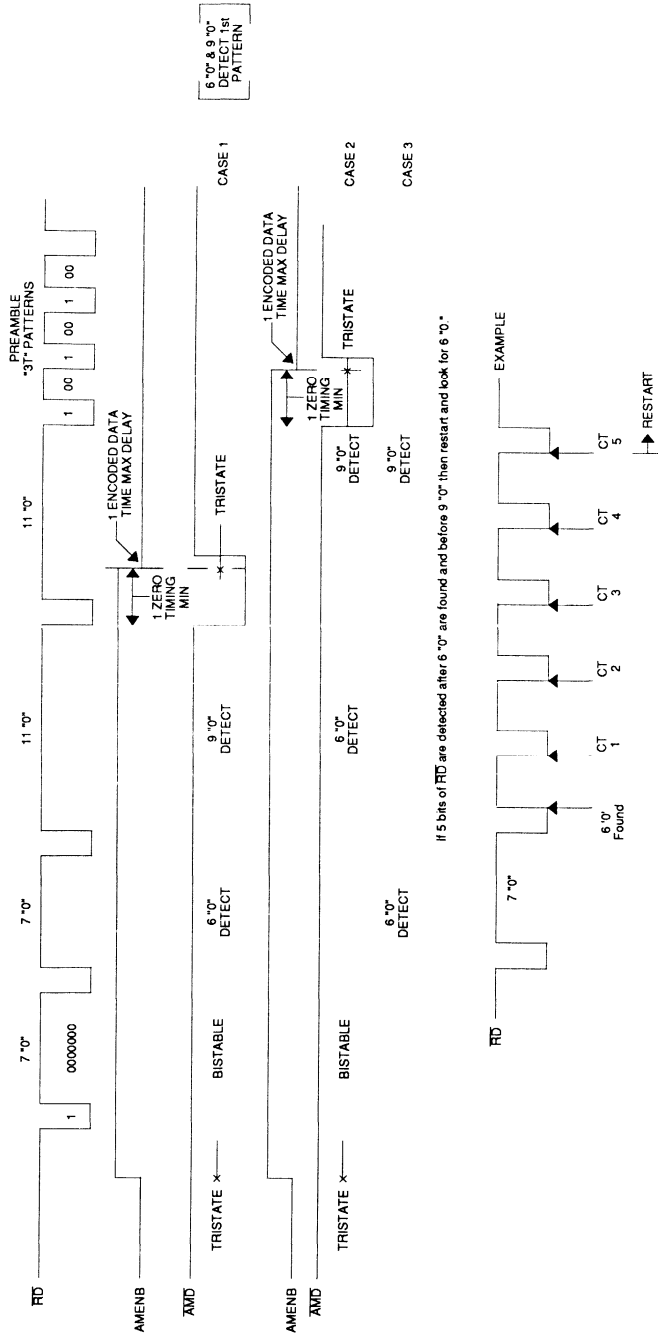 PREAMBLE
"3T" PATTERNS
7 "0"
7 "0"
11 "0"
11 "0"
R̅D̅
1
0000000
1
00
1
00
1
00
1 ENCODED DATA
TIME MAX DELAY
AMENB
1 ZERO
TIMING
MIN
A̅M̅D̅
TRISTATE
BISTABLE
6 "0"
DETECT
9 "0"
DETECT
TRISTATE
CASE 1
6 "0" & 9 "0"
DETECT 1st
PATTERN
1 ENCODED DATA
TIME MAX DELAY
AMENB
1 ZERO
TIMING
MIN
A̅M̅D̅
TRISTATE
BISTABLE
6 "0"
DETECT
9 "0"
DETECT
TRISTATE
CASE 2
6 "0"
DETECT
9 "0"
DETECT
CASE 3
If 5 bits of R̅D̅ are detected after 6 "0" are found and before 9 "0" then restart and look for 6 "0."
R̅D̅
7 "0"
EXAMPLE
6 '0'
Found
CT
1
CT
2
CT
3
CT
4
CT
5
RESTART